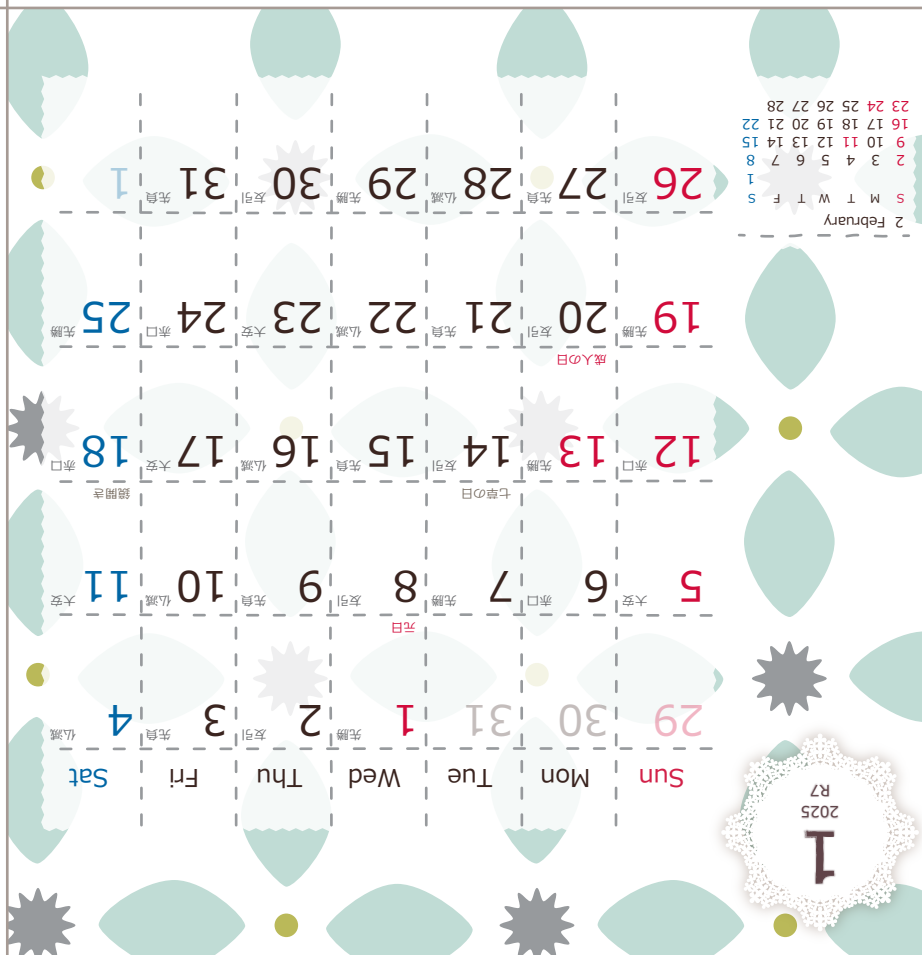 1
2025
R7
Sun Mon Tue Wed Thu Fri Sat
29 30 31 1 先勝 2 友引 3 先負 4 仏滅
元日
5 大安 6 赤口 7 先勝 8 友引 9 先負 10 仏滅 11 大安
七草の日 鏡開き
12 赤口 13 先勝 14 友引 15 先負 16 仏滅 17 大安 18 赤口
成人の日
19 先勝 20 友引 21 先負 22 仏滅 23 大安 24 赤口 25 先勝
26 友引 27 先負 28 仏滅 29 先勝 30 友引 31 先負 1
2 February
S M T W T F S
1
2 3 4 5 6 7 8
9 10 11 12 13 14 15
16 17 18 19 20 21 22
23 24 25 26 27 28